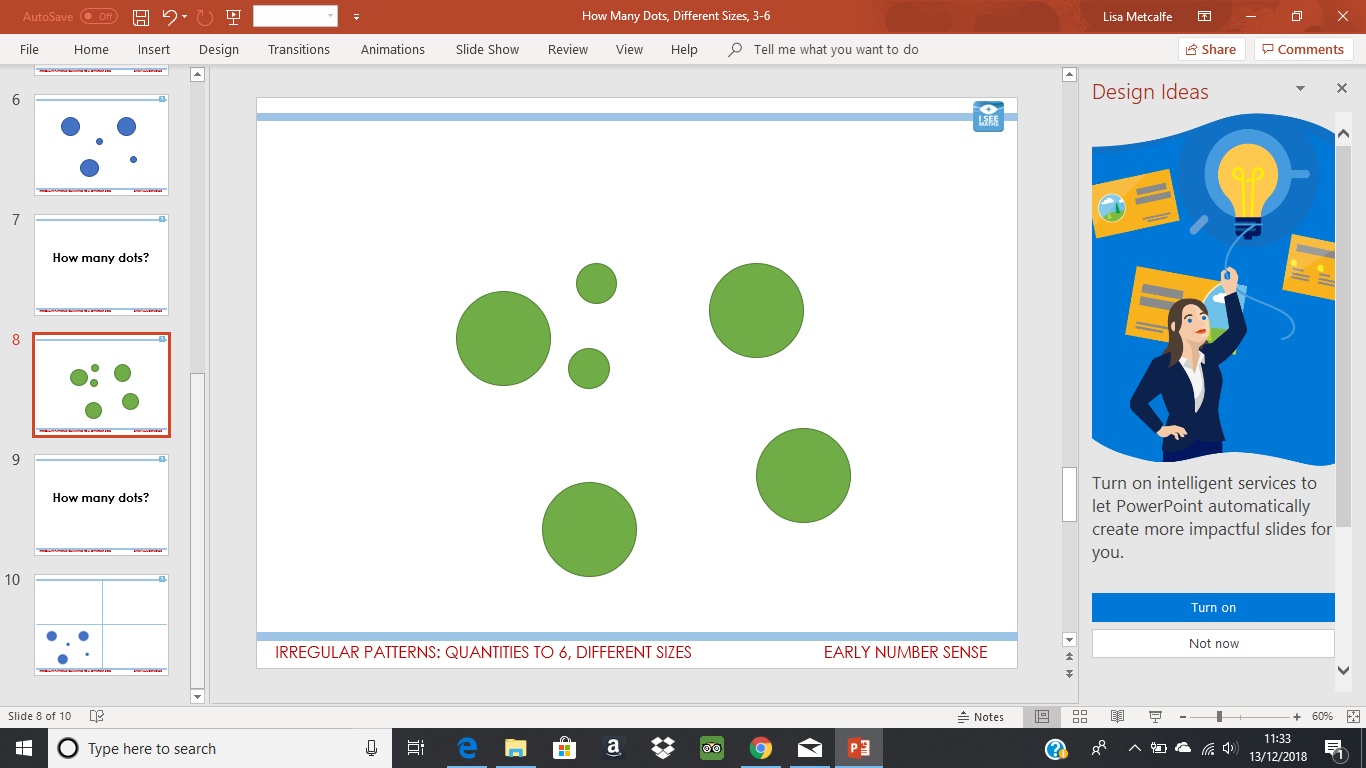 AutoSave Off
How Many Dots, Different Sizes, 3-6
Lisa Metcalfe
File Home Insert Design Transitions Animations Slide Show Review View Help Tell me what you want to do
Share Comments
6
7
How many dots?
8
9
How many dots?
10
I SEE
MATHS
IRREGULAR PATTERNS: QUANTITIES TO 6, DIFFERENT SIZES EARLY NUMBER SENSE
Design Ideas
Turn on intelligent services to
let PowerPoint automatically
create more impactful slides for
you.
Turn on
Not now
Slide 8 of 10
Notes
60%
Type here to search
11:33
13/12/2018
1